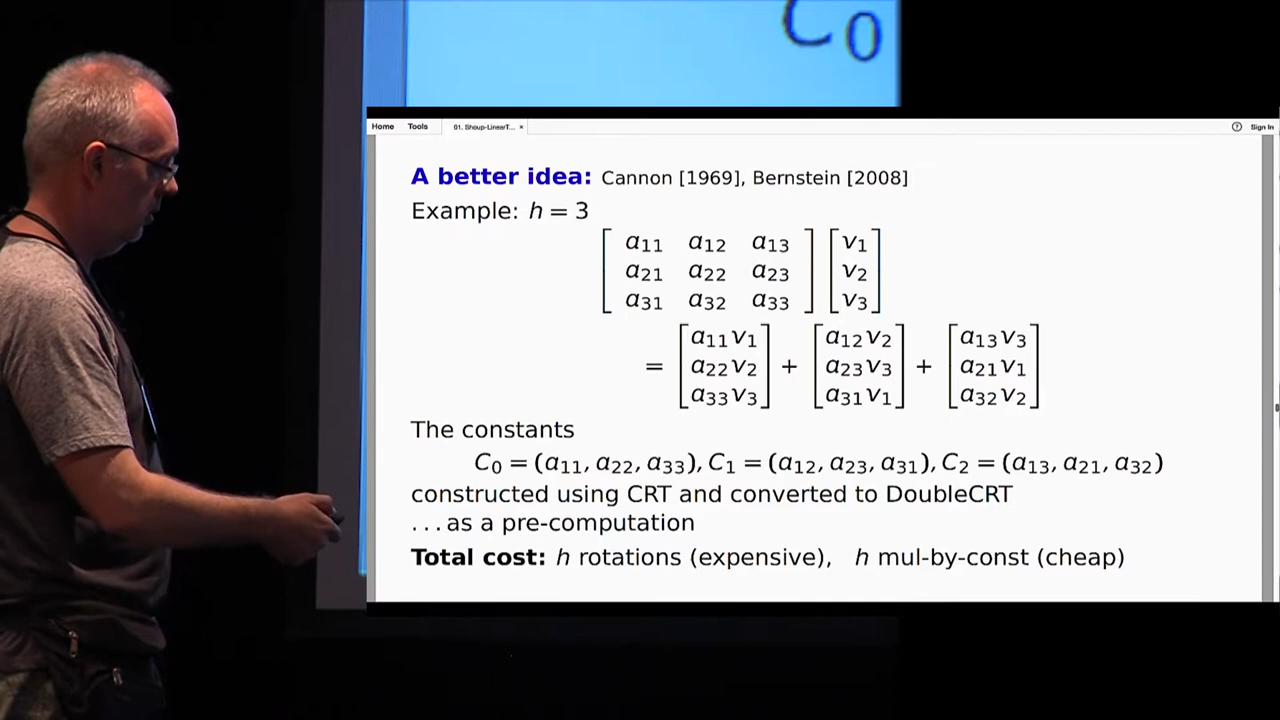 C₀
Home Tools 01. Shoup-LinearT... × ? Sign In
A better idea: Cannon [1969], Bernstein [2008]
Example: h = 3
[ a₁₁ a₁₂ a₁₃ ] [ v₁ ]
[ a₂₁ a₂₂ a₂₃ ] [ v₂ ]
[ a₃₁ a₃₂ a₃₃ ] [ v₃ ]
[ a₁₁v₁ ] [ a₁₂v₂ ] [ a₁₃v₃ ]
= [ a₂₂v₂ ] + [ a₂₃v₃ ] + [ a₂₁v₁ ]
[ a₃₃v₃ ] [ a₃₁v₁ ] [ a₃₂v₂ ]
The constants
C₀ = (a₁₁, a₂₂, a₃₃), C₁ = (a₁₂, a₂₃, a₃₁), C₂ = (a₁₃, a₂₁, a₃₂)
constructed using CRT and converted to DoubleCRT
...as a pre-computation
Total cost: h rotations (expensive), h mul-by-const (cheap)